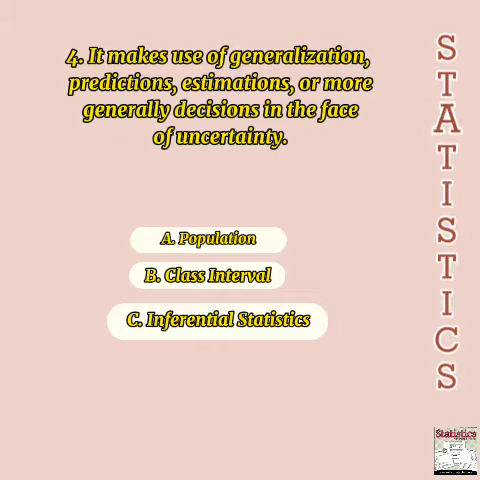 4. It makes use of generalization,
predictions, estimations, or more
generally decisions in the face
of uncertainty.
A. Population
B. Class Interval
C. Inferential Statistics
STATISTICS
Statistics